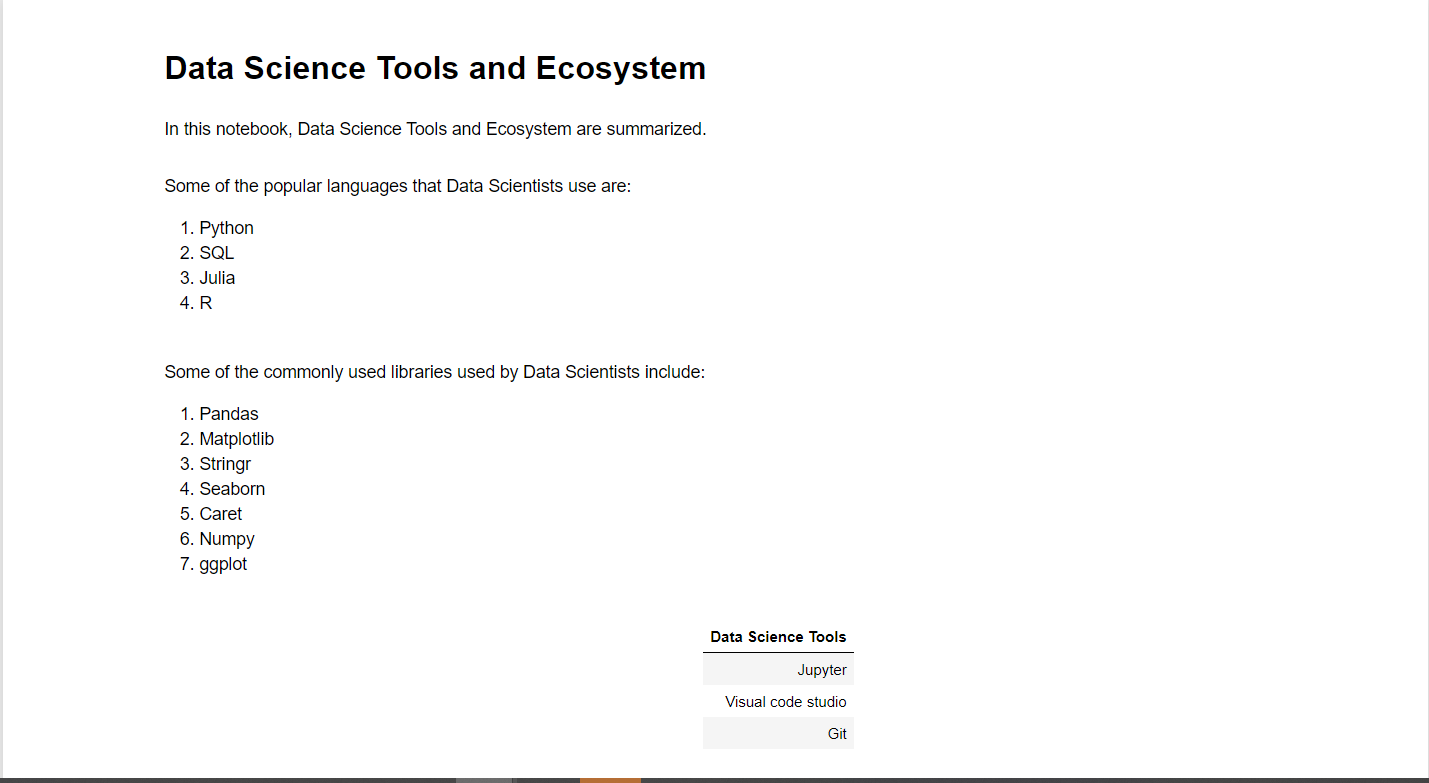 Data Science Tools and Ecosystem
In this notebook, Data Science Tools and Ecosystem are summarized.
Some of the popular languages that Data Scientists use are:
1. Python
2. SQL
3. Julia
4. R
Some of the commonly used libraries used by Data Scientists include:
1. Pandas
2. Matplotlib
3. Stringr
4. Seaborn
5. Caret
6. Numpy
7. ggplot
Data Science Tools
Jupyter
Visual code studio
Git